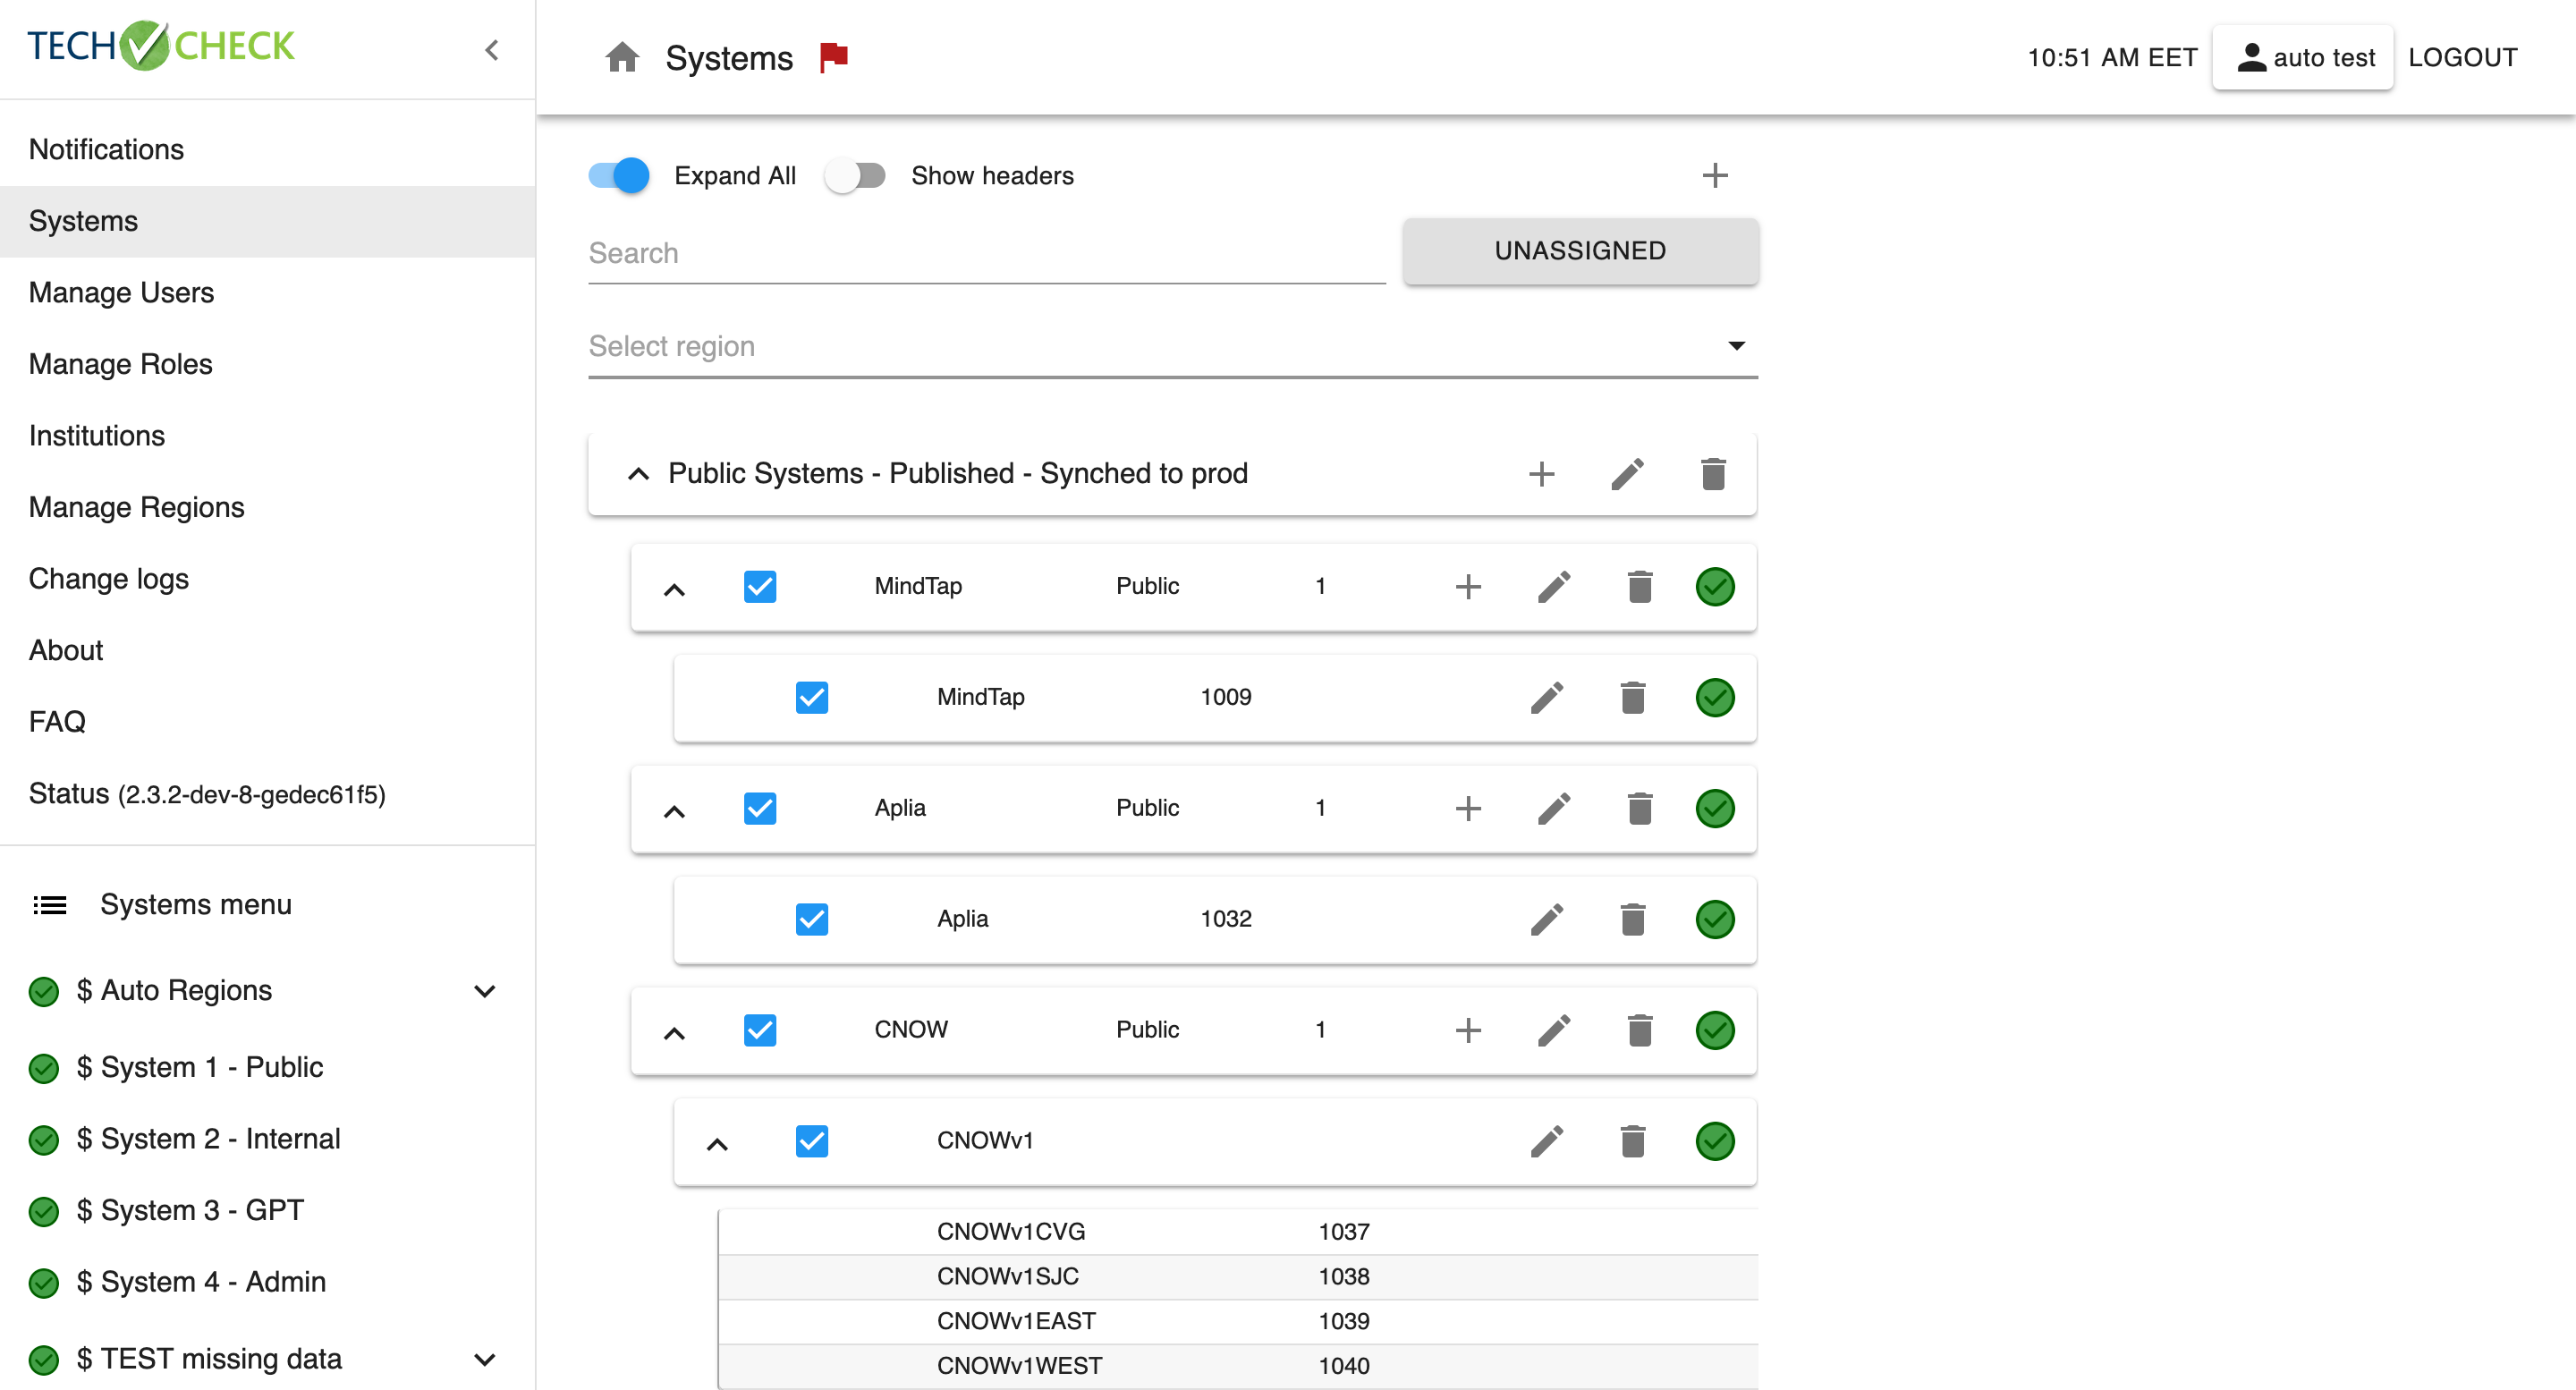 TECH CHECK
Notifications
Systems
Manage Users
Manage Roles
Institutions
Manage Regions
Change logs
About
FAQ
Status (2.3.2-dev-8-gedec61f5)
Systems menu
$ Auto Regions
$ System 1 - Public
$ System 2 - Internal
$ System 3 - GPT
$ System 4 - Admin
$ TEST missing data
Systems
10:51 AM EET auto test LOGOUT
Expand All Show headers
Search UNASSIGNED
Select region
Public Systems - Published - Synched to prod
MindTap Public 1
MindTap 1009
Aplia Public 1
Aplia 1032
CNOW Public 1
CNOWv1
CNOWv1CVG 1037
CNOWv1SJC 1038
CNOWv1EAST 1039
CNOWv1WEST 1040